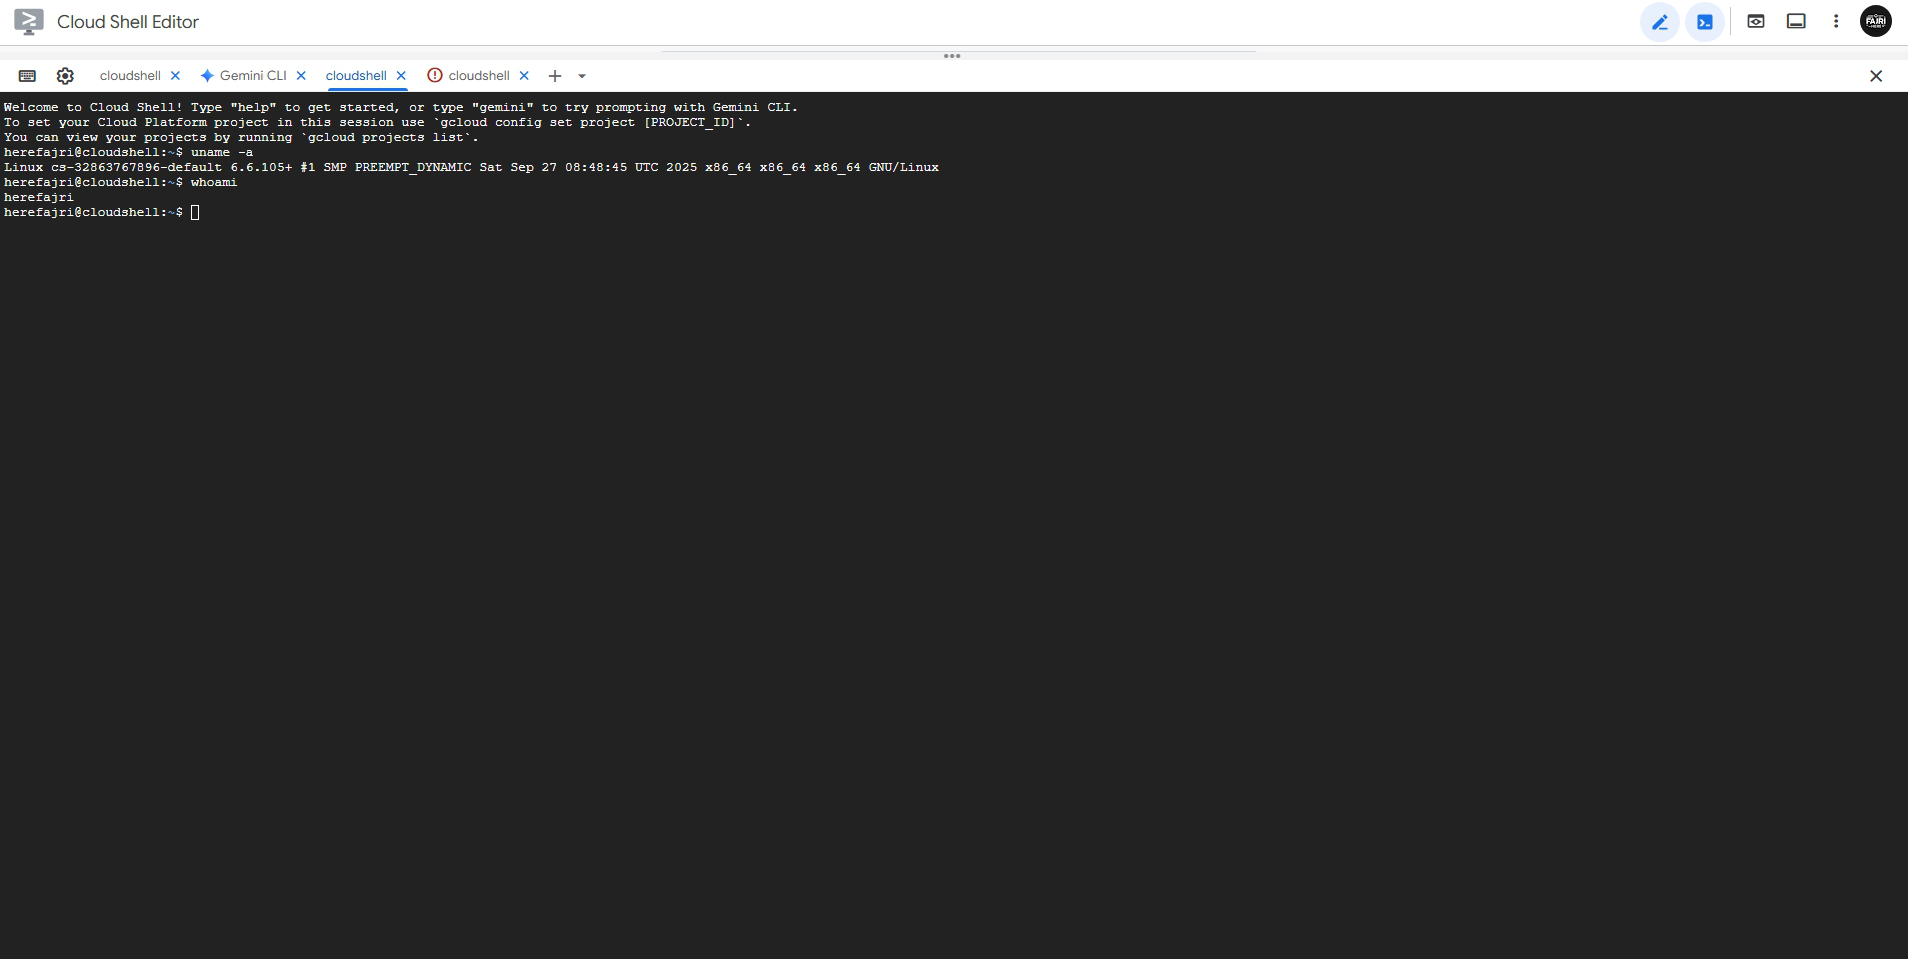 Cloud Shell Editor
FAJRI
HERE
cloudshell
Gemini CLI
cloudshell
cloudshell
Welcome to Cloud Shell! Type "help" to get started, or type "gemini" to try prompting with Gemini CLI.
To set your Cloud Platform project in this session use `gcloud config set project [PROJECT_ID]`.
You can view your projects by running `gcloud projects list`.
herefajri@cloudshell:~$ uname -a
Linux cs-32863767896-default 6.6.105+ #1 SMP PREEMPT_DYNAMIC Sat Sep 27 08:48:45 UTC 2025 x86_64 x86_64 x86_64 GNU/Linux
herefajri@cloudshell:~$ whoami
herefajri
herefajri@cloudshell:~$